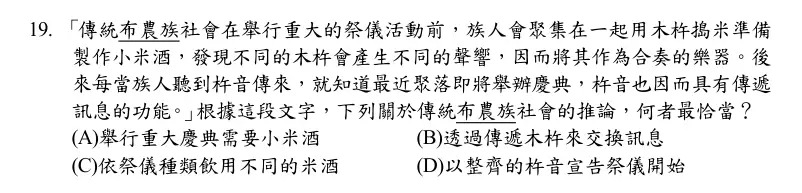 19. 「傳統布農族社會在舉行重大的祭儀活動前,族人會聚集在一起用木杵搗米準備
製作小米酒,發現不同的木杵會產生不同的聲響,因而將其作為合奏的樂器。後
來每當族人聽到杵音傳來,就知道最近聚落即將舉辦慶典,杵音也因而具有傳遞
訊息的功能。」根據這段文字,下列關於傳統布農族社會的推論,何者最恰當?
(A)舉行重大慶典需要小米酒 (B)透過傳遞木杵來交換訊息
(C)依祭儀種類飲用不同的米酒 (D)以整齊的杵音宣告祭儀開始